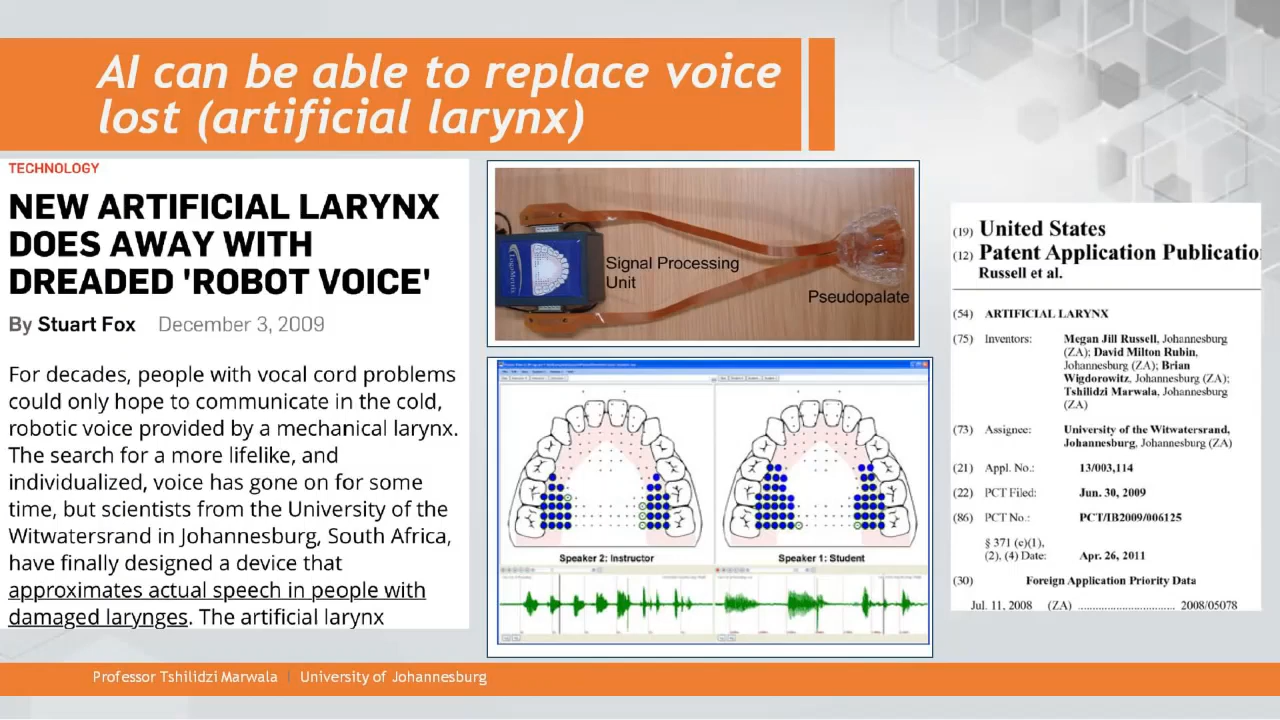 AI can be able to replace voice
lost (artificial larynx)
TECHNOLOGY
NEW ARTIFICIAL LARYNX
DOES AWAY WITH
DREADED 'ROBOT VOICE'
By Stuart Fox December 3, 2009
For decades, people with vocal cord problems
could only hope to communicate in the cold,
robotic voice provided by a mechanical larynx.
The search for a more lifelike, and
individualized, voice has gone on for some
time, but scientists from the University of the
Witwatersrand in Johannesburg, South Africa,
have finally designed a device that
approximates actual speech in people with
damaged larynges. The artificial larynx
Signal Processing
Unit
Pseudopalate
Speaker 2: Instructor
Speaker 1: Student
(19) United States
(12) Patent Application Publicatio
Russell et al.
(54) ARTIFICIAL LARYNX
(75) Inventors: Megan Jill Russell, Johannesburg
(ZA); David Milton Rubin,
Johannesburg (ZA); Brian
Wigdorowitz, Johannesburg (ZA);
Tshilidzi Marwala, Johannesburg
(ZA)
(73) Assignee: University of the Witwatersrand,
Johannesburg, Johannesburg (ZA)
(21) Appl. No.: 13/003,114
(22) PCT Filed: Jun. 30, 2009
(86) PCT No.: PCT/IB2009/006125
§ 371 (c)(1),
(2), (4) Date: Apr. 26, 2011
(30) Foreign Application Priority Data
Jul. 11, 2008 (ZA) ................................ 2008/05078
Professor Tshilidzi Marwala | University of Johannesburg